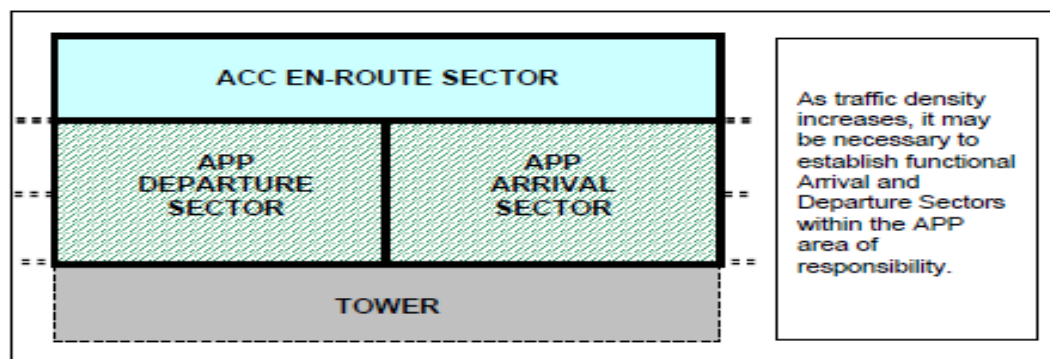 ACC EN-ROUTE SECTOR
APP
DEPARTURE
SECTOR
APP
ARRIVAL
SECTOR
TOWER
As traffic density
increases, it may
be necessary to
establish functional
Arrival and
Departure Sectors
within the APP
area of
responsibility.